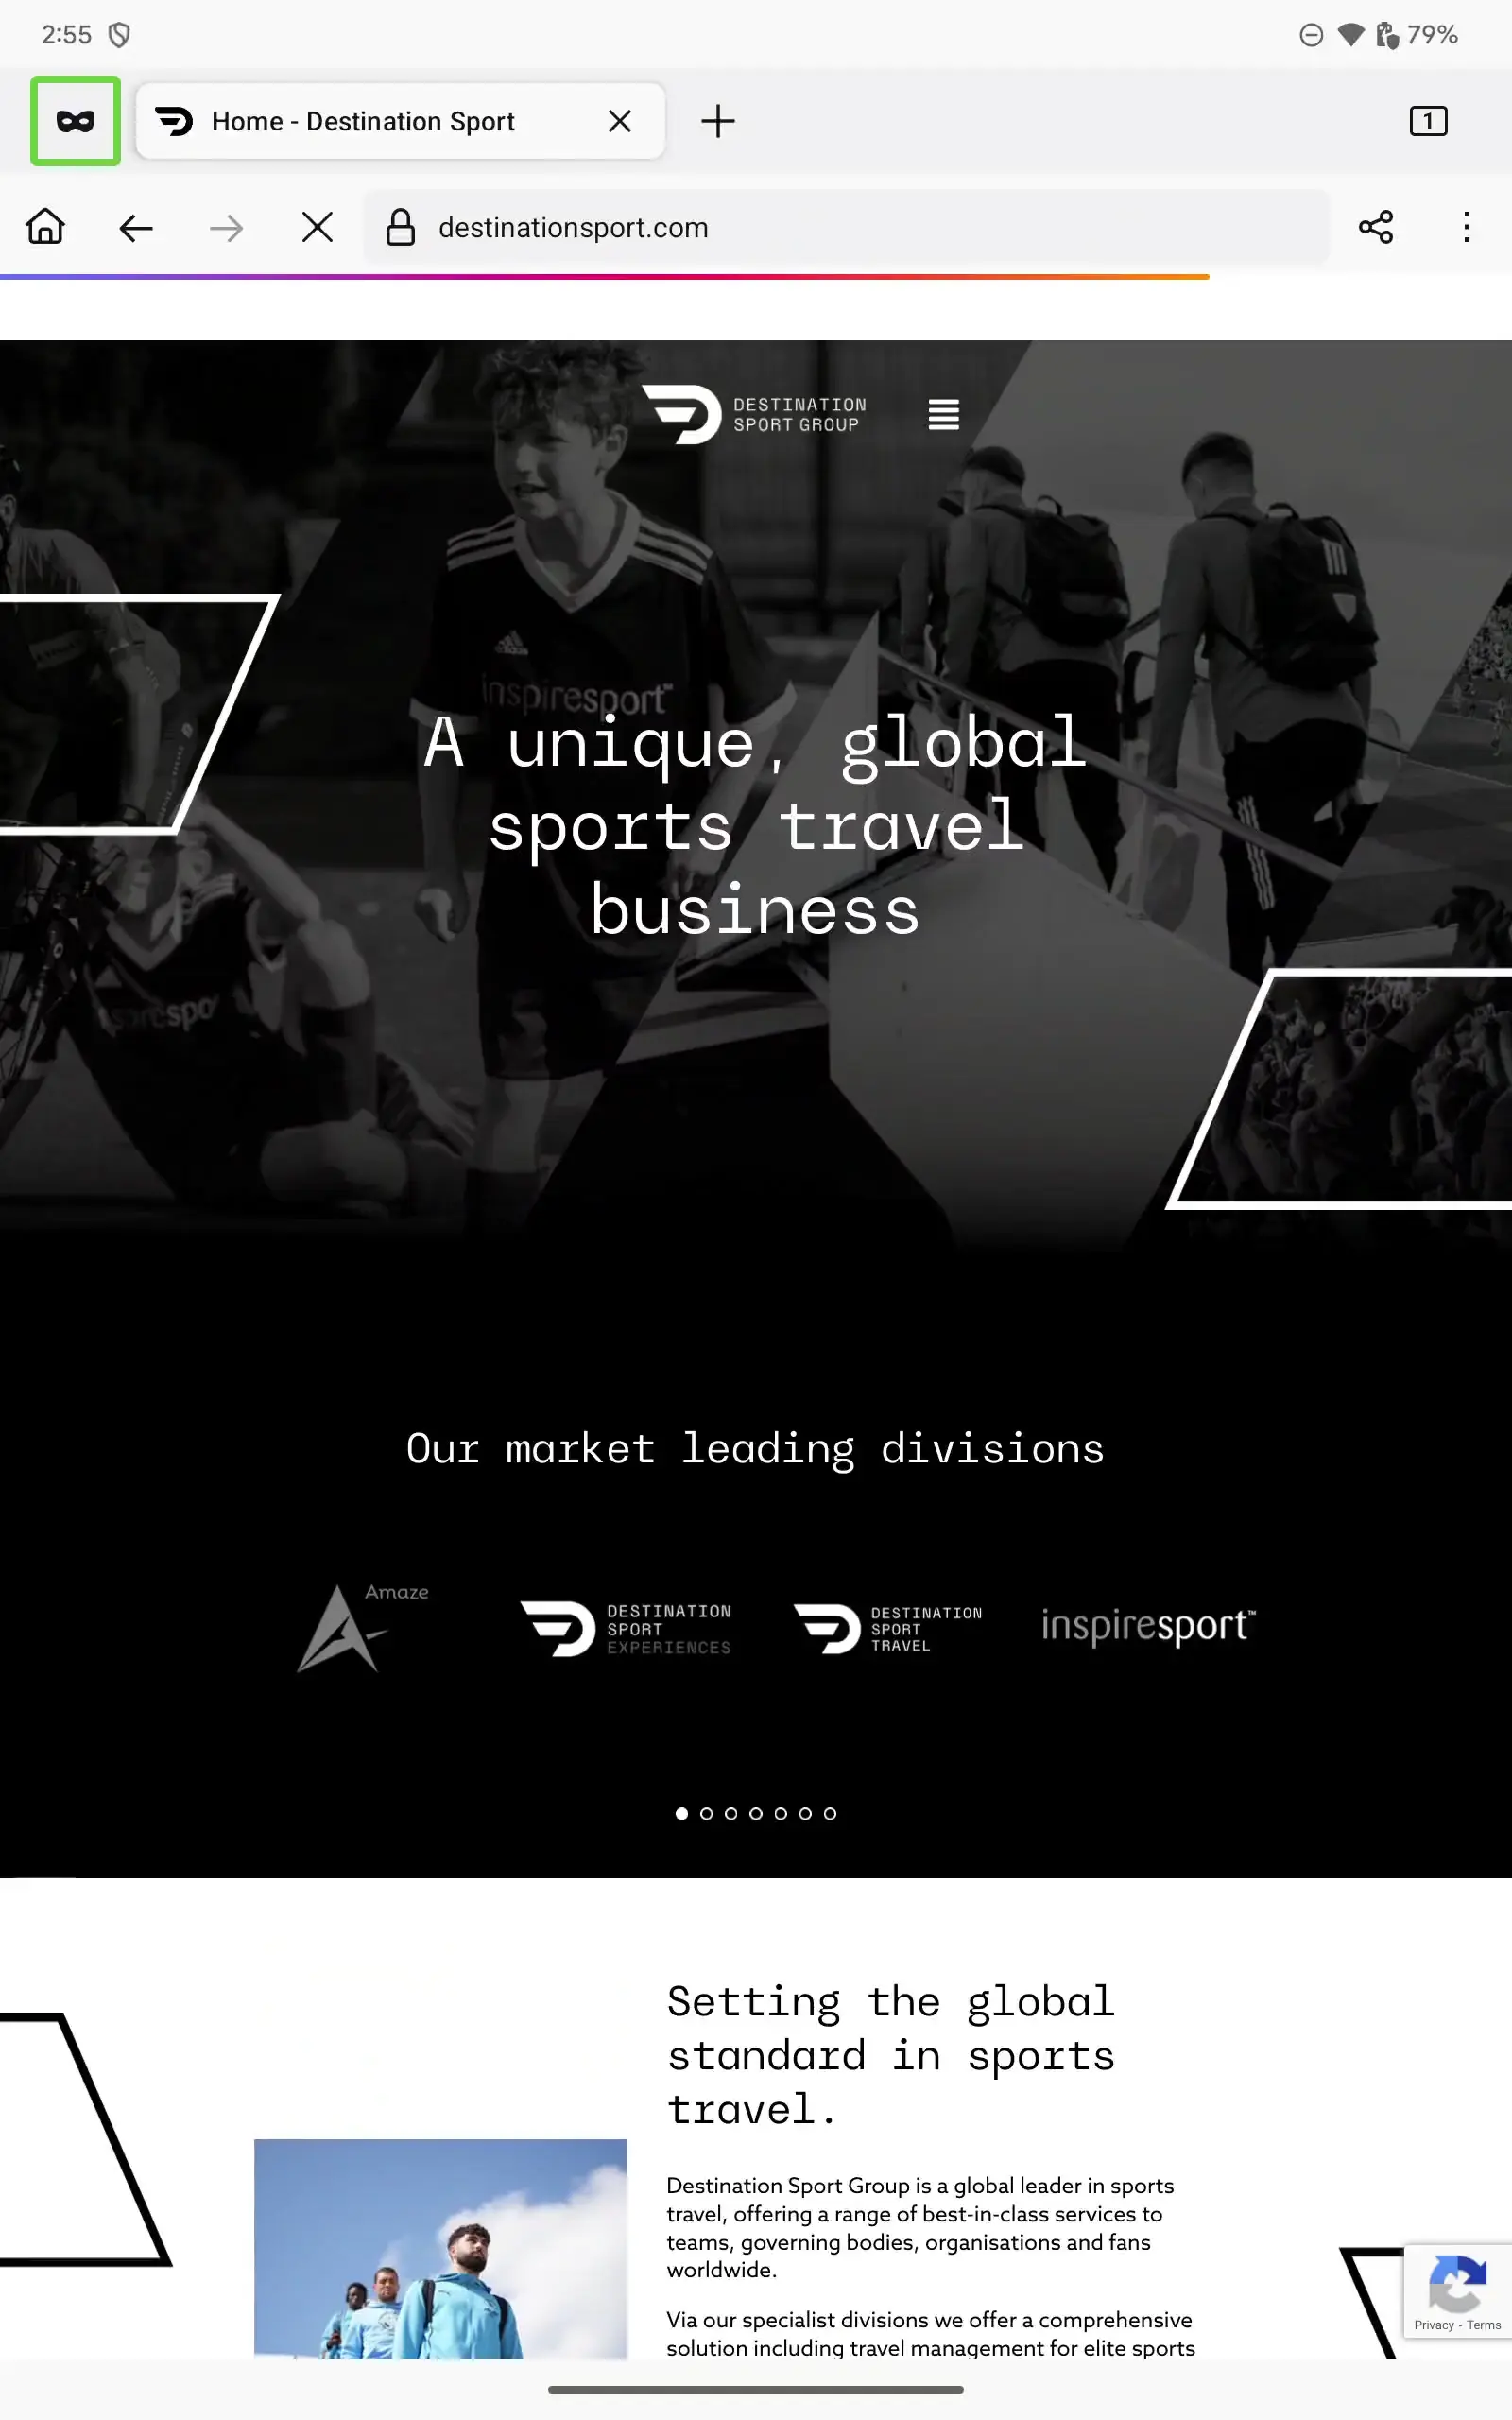 2:55
79%
Home - Destination Sport
1
destinationsport.com
DESTINATION
SPORT GROUP
inspiresport™
A unique, global
sports travel
business
Our market leading divisions
Amaze
DESTINATION
SPORT
EXPERIENCES
DESTINATION
SPORT
TRAVEL
inspiresport™
Setting the global
standard in sports
travel.
Destination Sport Group is a global leader in sports
travel, offering a range of best-in-class services to
teams, governing bodies, organisations and fans
worldwide.
Via our specialist divisions we offer a comprehensive
solution including travel management for elite sports
Privacy - Terms